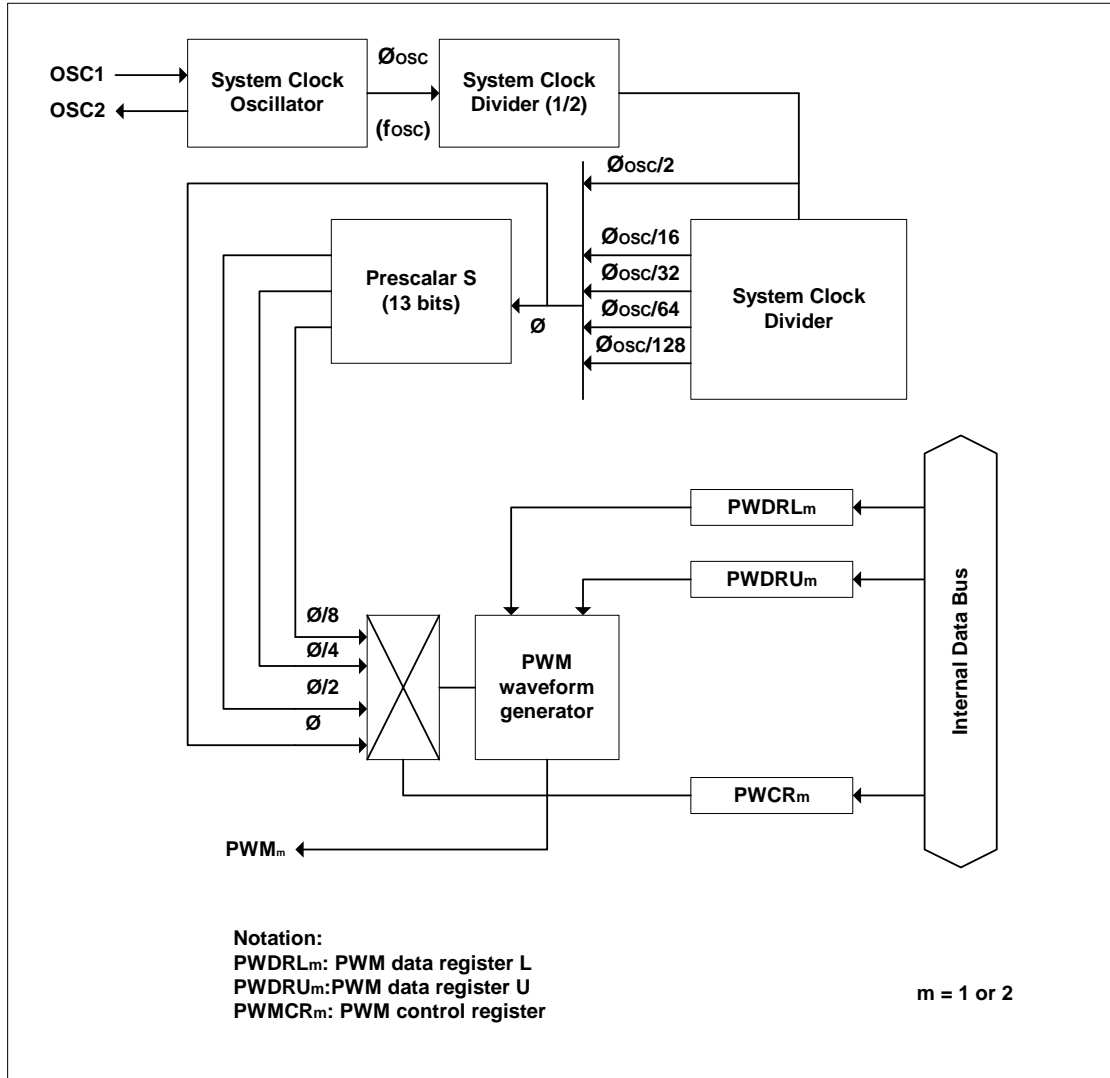 OSC1
OSC2
System Clock
Oscillator
ØOSC
(fOSC)
System Clock
Divider (1/2)
ØOSC/2
ØOSC/16
ØOSC/32
ØOSC/64
ØOSC/128
System Clock
Divider
Prescalar S
(13 bits)
Ø
PWDRLm
PWDRUm
Internal Data Bus
Ø/8
Ø/4
Ø/2
Ø
PWM
waveform
generator
PWCRm
PWMm
Notation:
PWDRLm: PWM data register L
PWDRUm:PWM data register U
PWMCRm: PWM control register
m = 1 or 2